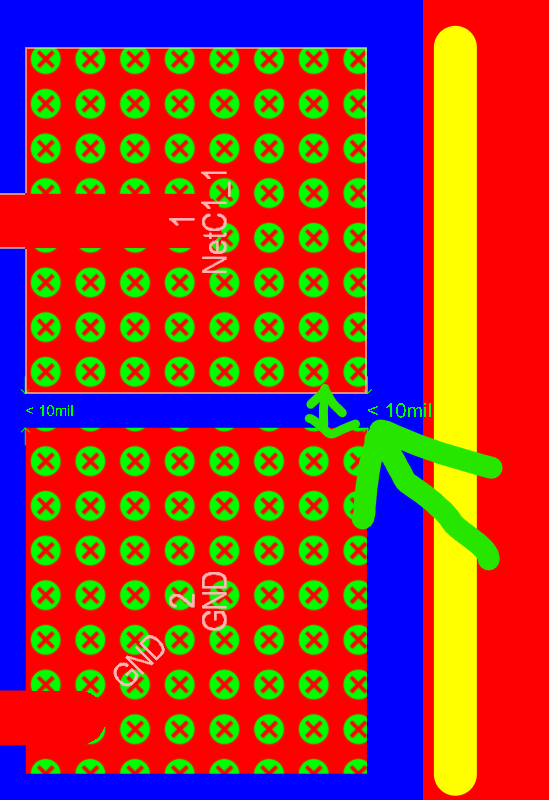 1
NetC1_1
< 10mil
< 10mil
2
GND
GND